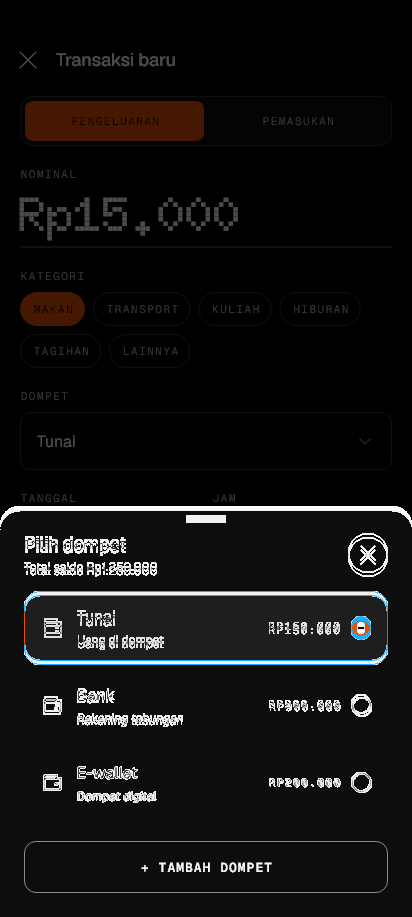 Transaksi baru
PENGELUARAN PEMASUKAN
NOMINAL
Rp15,000
KATEGORI
MAKAN TRANSPORT KULIAH HIBURAN
TAGIHAN LAINNYA
DOMPET
Tunai
TANGGAL JAM
Pilih dompet
Total saldo Rp1.250.000
Tunai
Uang di dompet
RP150.000
Bank
Rekening tabungan
RP900.000
E-wallet
Dompet digital
RP200.000
+ TAMBAH DOMPET